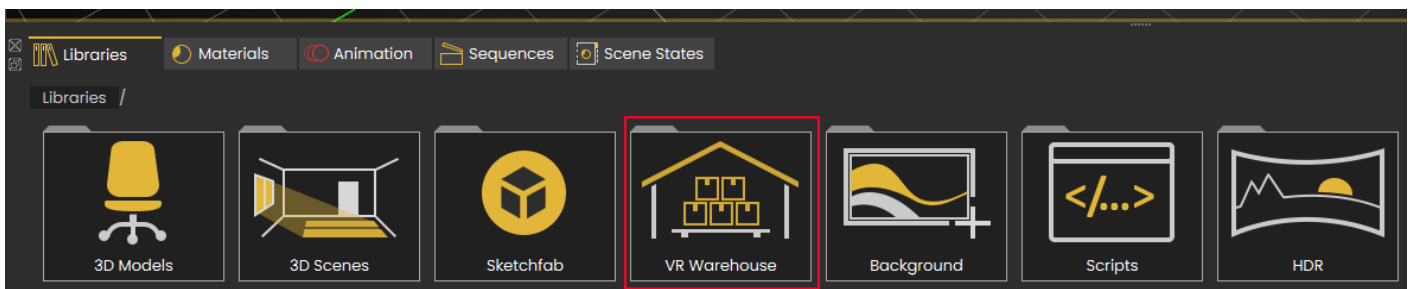 Libraries Materials Animation Sequences Scene States
Libraries /
</...>
3D Models 3D Scenes Sketchfab VR Warehouse Background Scripts HDR